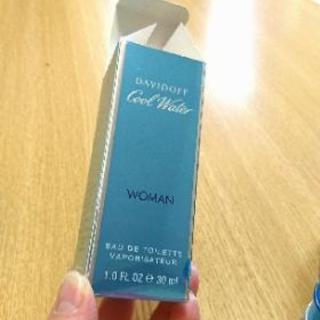 DAVIDOFF
Cool Water
WOMAN
EAU DE TOILETTE
VAPORISATEUR
1.0 FL OZ ℮ 30 ml